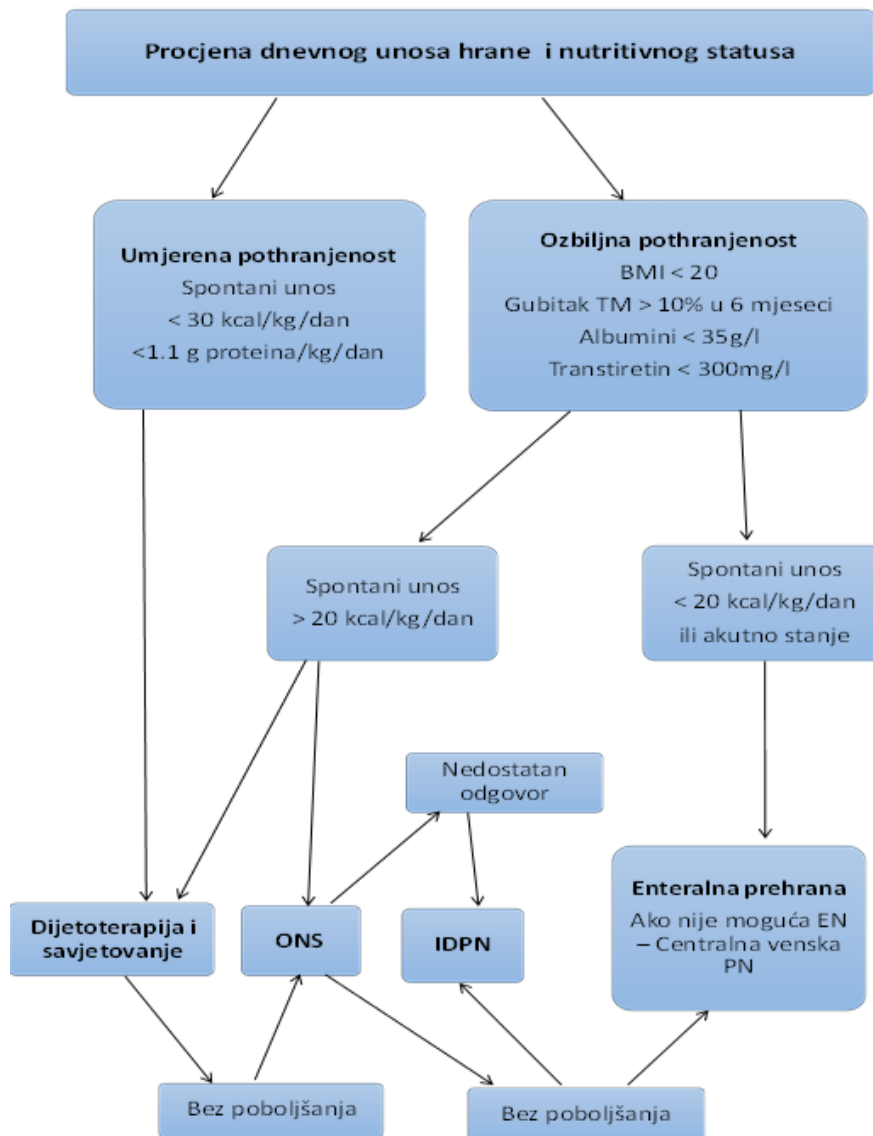 Procjena dnevnog unosa hrane i nutritivnog statusa
Umjerena pothranjenost
Spontani unos
< 30 kcal/kg/dan
<1.1 g proteina/kg/dan
Ozbiljna pothranjenost
BMI < 20
Gubitak TM > 10% u 6 mjeseci
Albumini < 35g/l
Transtiretin < 300mg/l
Spontani unos
> 20 kcal/kg/dan
Spontani unos
< 20 kcal/kg/dan
ili akutno stanje
Nedostatan
odgovor
Dijetoterapija i
savjetovanje
ONS
IDPN
Enteralna prehrana
Ako nije moguća EN
– Centralna venska
PN
Bez poboljšanja
Bez poboljšanja